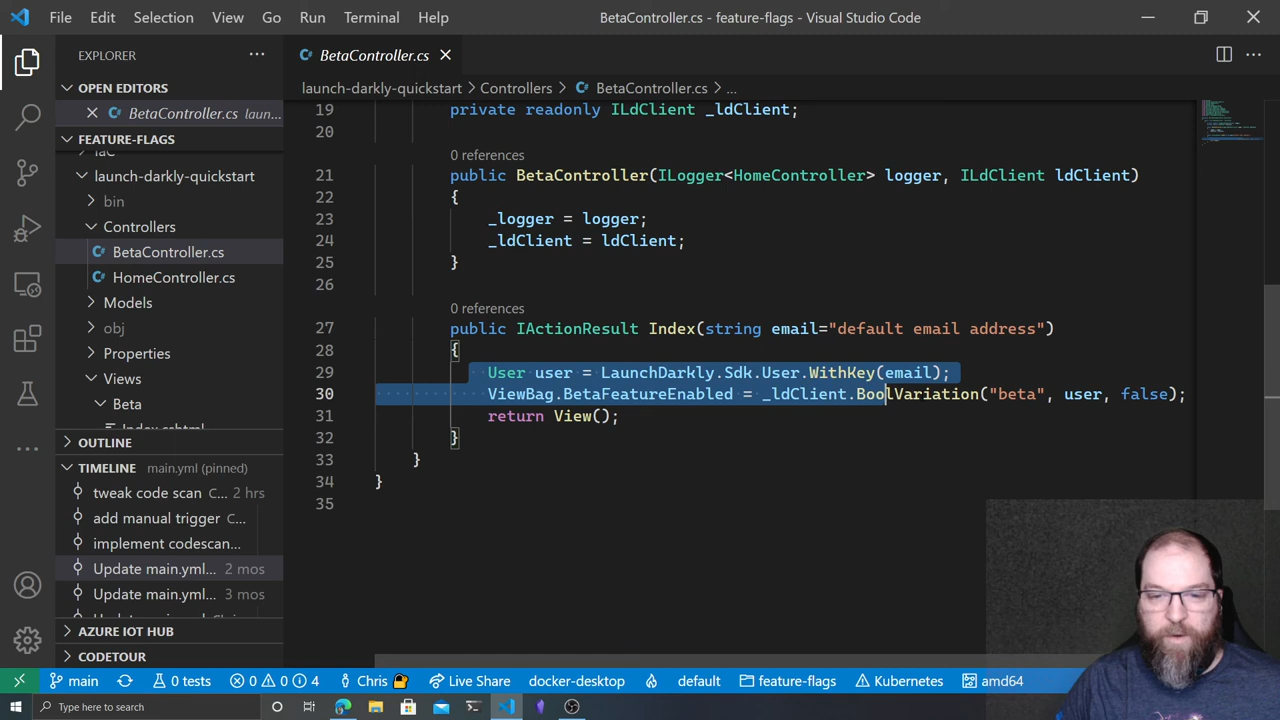 File Edit Selection View Go Run Terminal Help BetaController.cs - feature-flags - Visual Studio Code
EXPLORER
OPEN EDITORS
BetaController.cs laun...
FEATURE-FLAGS
IaC
launch-darkly-quickstart
bin
Controllers
BetaController.cs
HomeController.cs
Models
obj
Properties
Views
Beta
Index.cshtml
OUTLINE
TIMELINE main.yml (pinned)
tweak code scan C... 2 hrs
add manual trigger C...
implement codescan...
Update main.yml... 2 mos
Update main.yml... 3 mos
AZURE IOT HUB
CODETOUR
BetaController.cs
launch-darkly-quickstart > Controllers > BetaController.cs > ...
19 private readonly ILdClient _ldClient;
20
0 references
21 public BetaController(ILogger<HomeController> logger, ILdClient ldClient)
22 {
23 _logger = logger;
24 _ldClient = ldClient;
25 }
26
0 references
27 public IActionResult Index(string email="default email address")
28 {
User user = LaunchDarkly.Sdk.User.WithKey(email);
29
30 ViewBag.BetaFeatureEnabled = _ldClient.BoolVariation("beta", user, false);
31 return View();
32 }
33 }
34 }
35
main 0 tests 0 0 4 Chris Live Share docker-desktop default feature-flags Kubernetes amd64
Type here to search